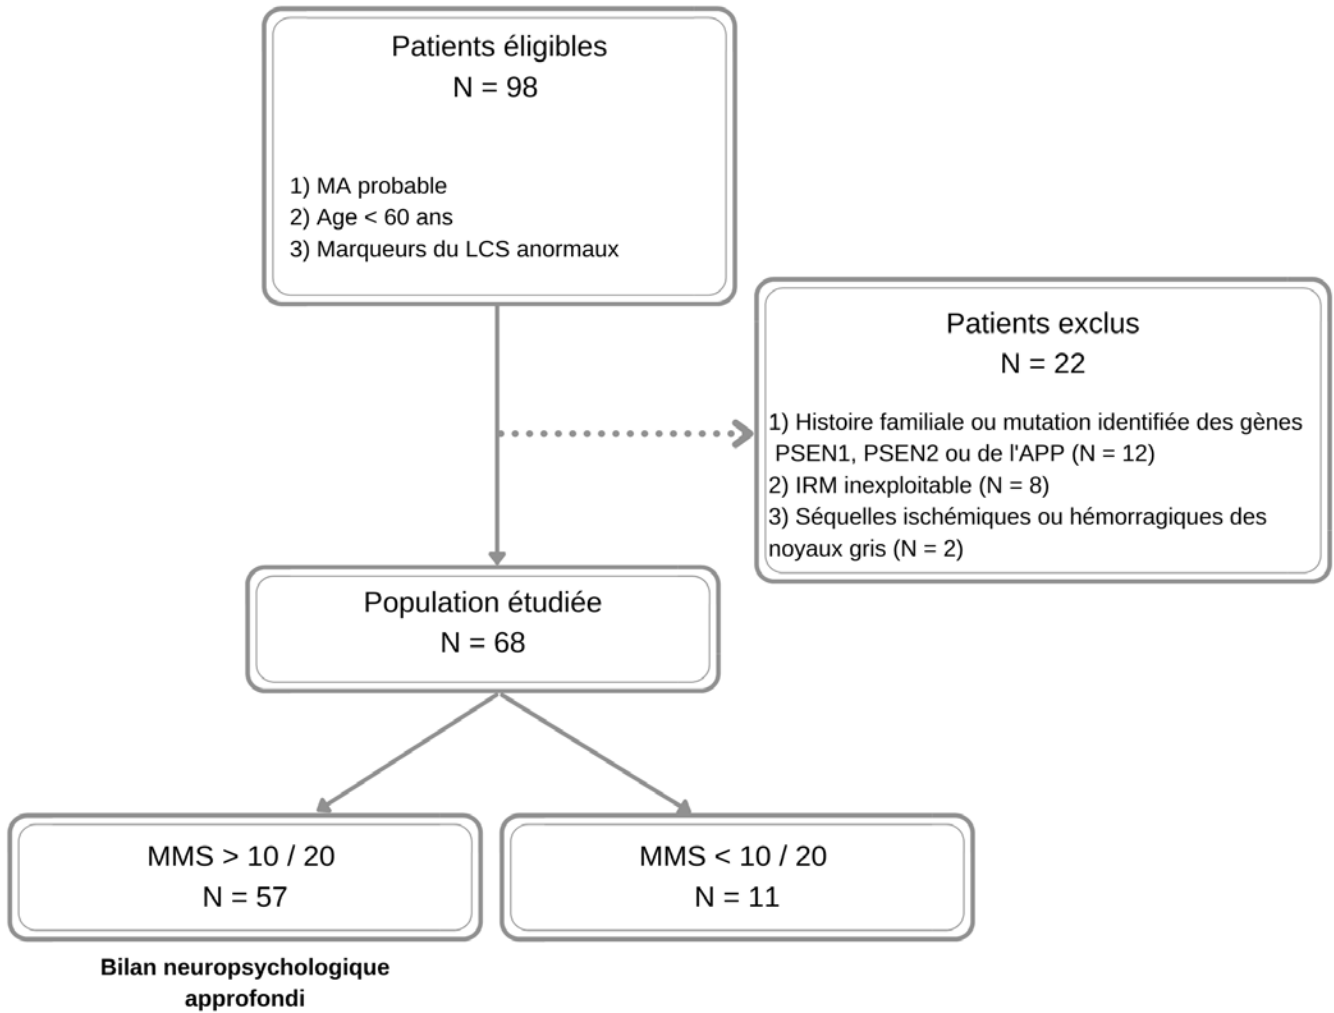 Patients éligibles
N = 98
1) MA probable
2) Age < 60 ans
3) Marqueurs du LCS anormaux
Patients exclus
N = 22
1) Histoire familiale ou mutation identifiée des gènes
PSEN1, PSEN2 ou de l'APP (N = 12)
2) IRM inexploitable (N = 8)
3) Séquelles ischémiques ou hémorragiques des
noyaux gris (N = 2)
Population étudiée
N = 68
MMS > 10 / 20
N = 57
MMS < 10 / 20
N = 11
Bilan neuropsychologique
approfondi